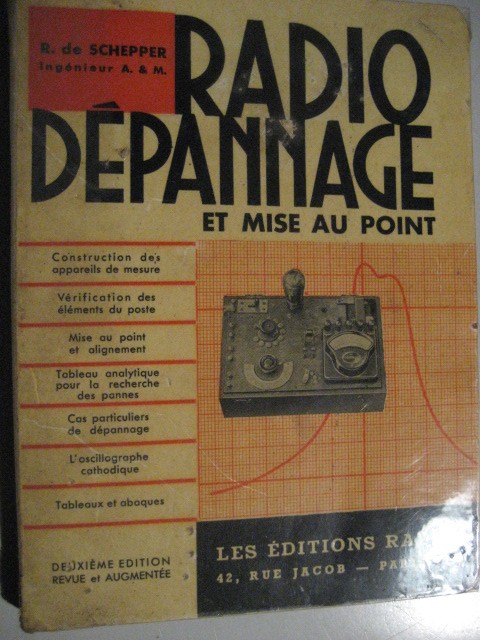 R. de SCHEPPER
Ingénieur A. & M.
RADIO
DÉPANNAGE
ET MISE AU POINT
Construction des
appareils de mesure
Vérification des
éléments du poste
Mise au point
et alignement
Tableau analytique
pour la recherche
des pannes
Cas particuliers
de dépannage
L'oscillographe
cathodique
Tableaux et abaques
DEUXIÈME EDITION
REVUE et AUGMENTÉE
LES ÉDITIONS
42, RUE JACOB —